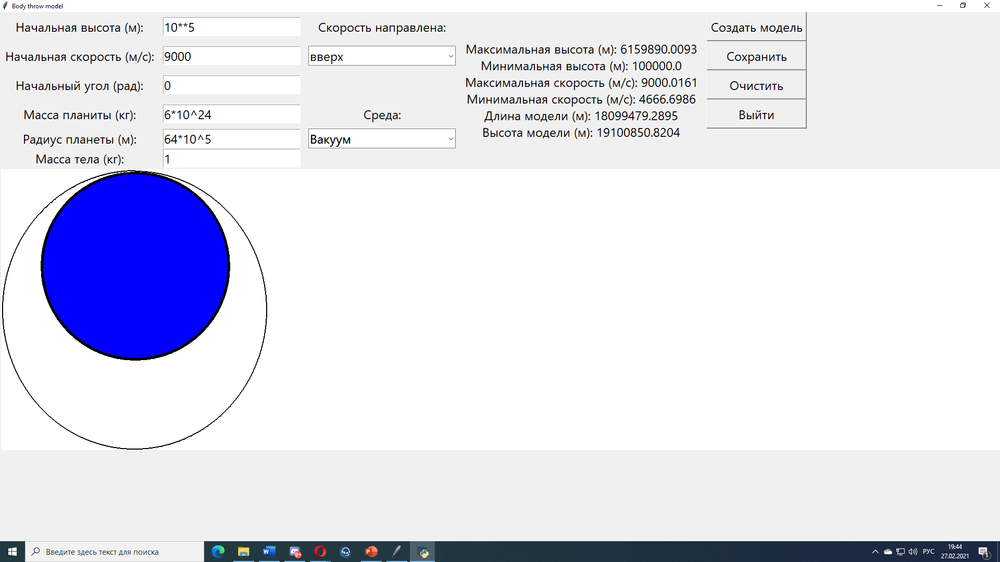 Body throw model
Начальная высота (м): 10**5 Скорость направлена: Создать модель
Начальная скорость (м/с): 9000 вверх Сохранить
Начальный угол (рад): 0 Очистить
Масса планиты (кг): 6*10^24 Среда: Выйти
Радиус планеты (м): 64*10^5 Вакуум
Масса тела (кг): 1
Максимальная высота (м): 6159890.0093
Минимальная высота (м): 100000.0
Максимальная скорость (м/с): 9000.0161
Минимальная скорость (м/с): 4666.6986
Длина модели (м): 18099479.2895
Высота модели (м): 19100850.8204
Введите здесь текст для поиска
W
9+
P
РУС
19:44
27.02.2021
1